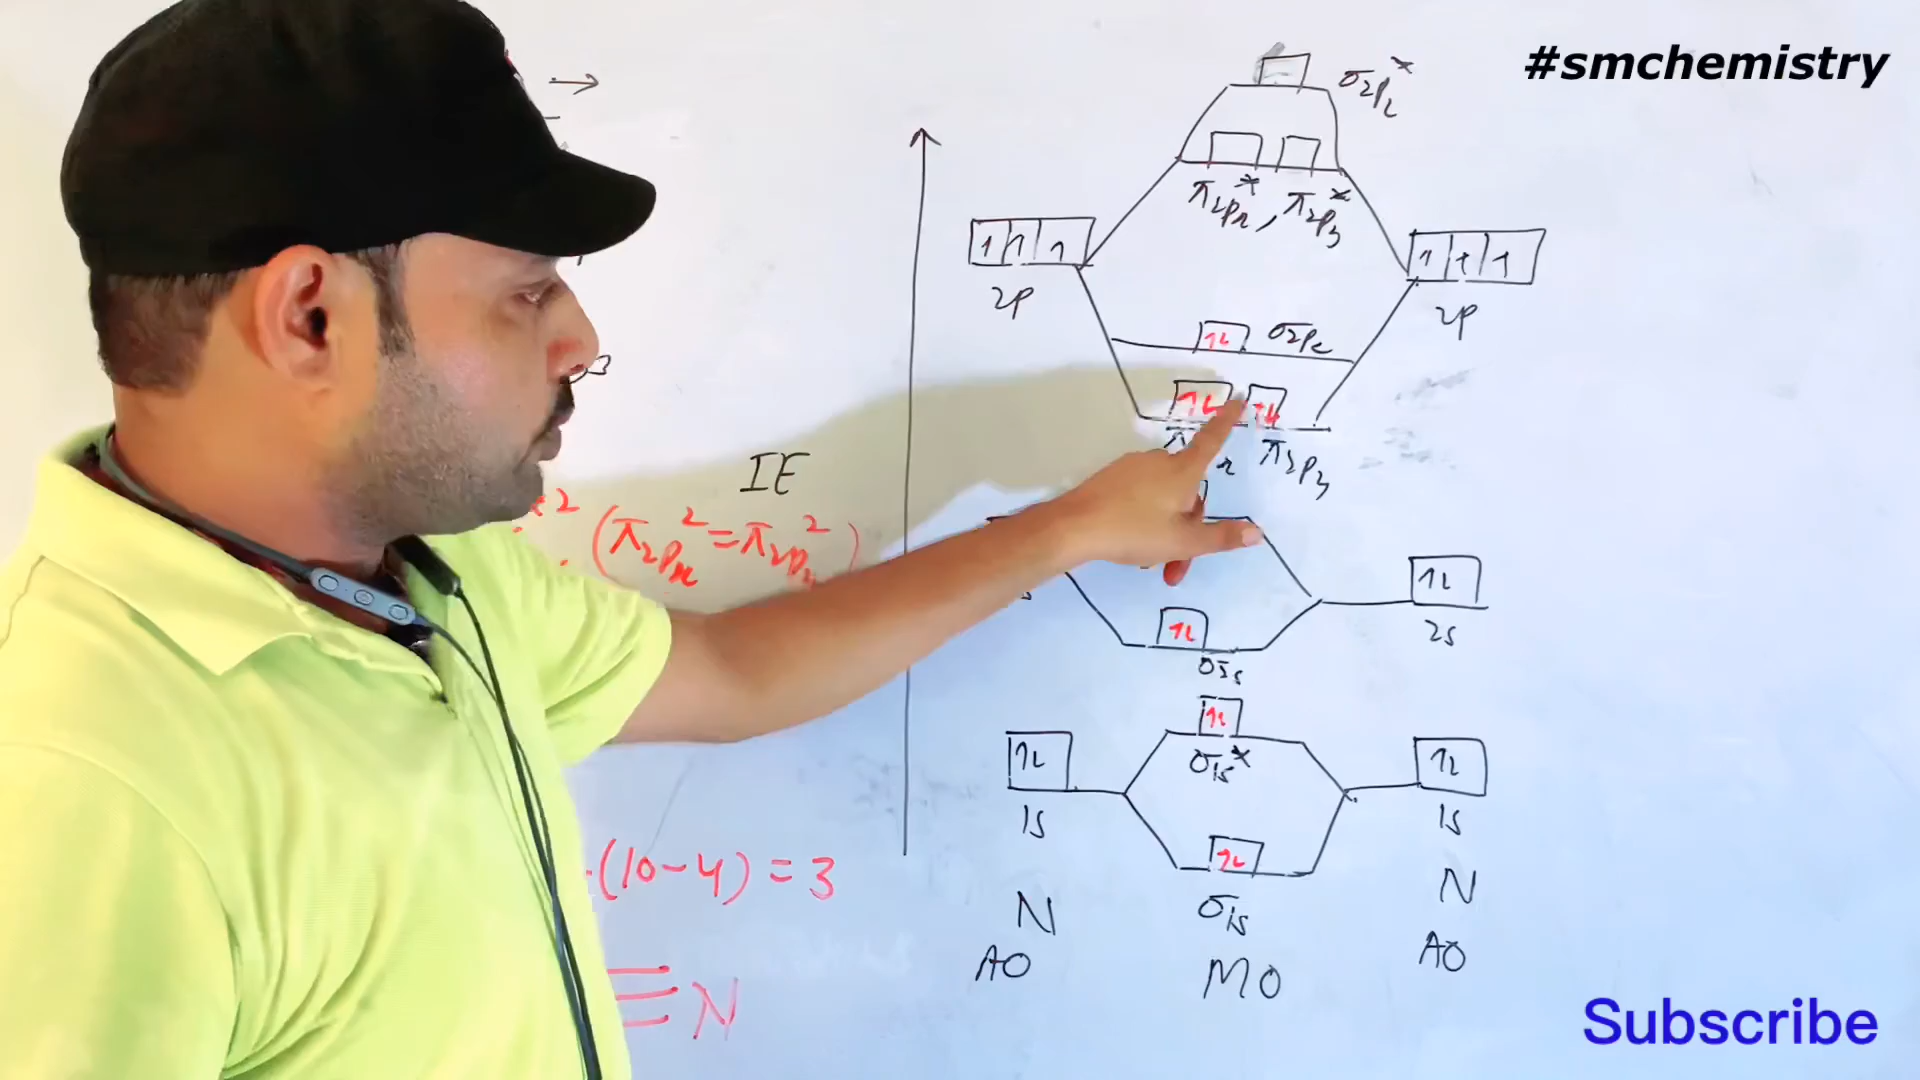 #smchemistry
σ2pz*
π2px*, π2py*
2p
2p
σ2pz
π2py
IE
(π2px² = π2py²)
2s
σ2s
σ1s*
1s
1s
(10-4) = 3
σ1s
N
N
AO
MO
AO
≡ N
Subscribe